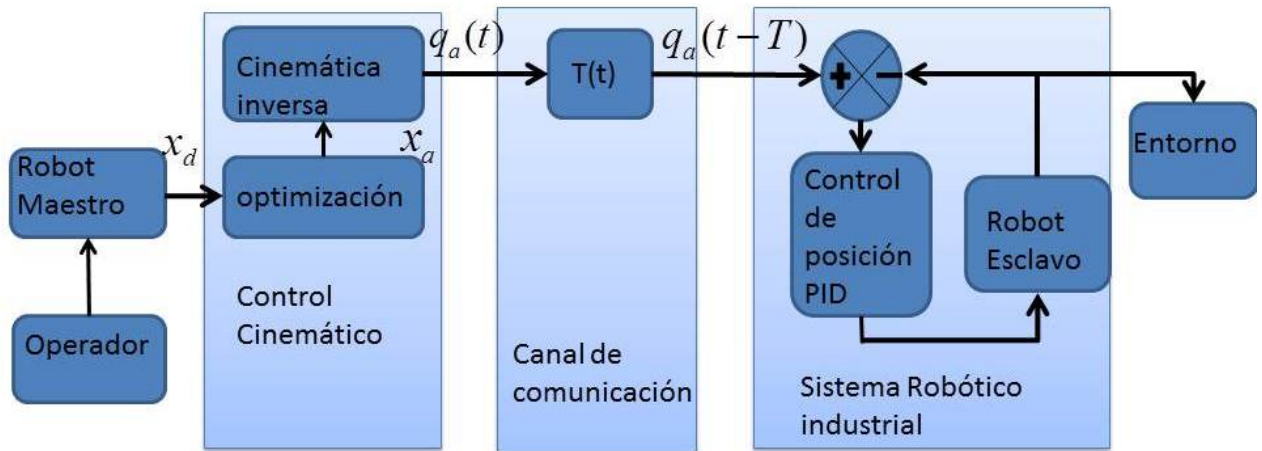 Operador
Robot
Maestro
x_d
optimización
x_a
Cinemática
inversa
Control
Cinemático
q_a(t)
T(t)
Canal de
comunicación
q_a(t-T)
+
-
Control
de
posición
PID
Robot
Esclavo
Sistema Robótico
industrial
Entorno